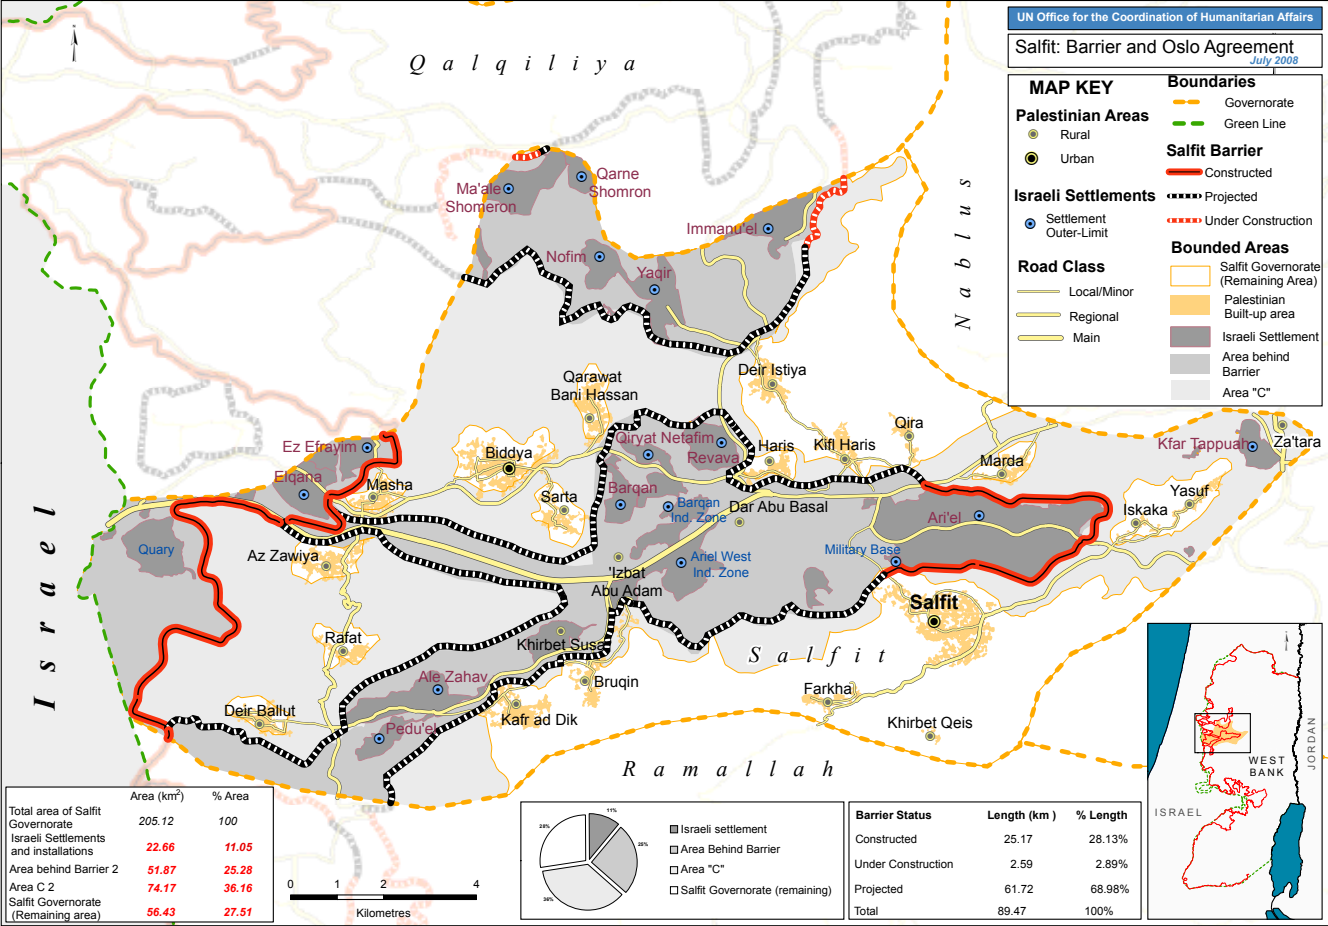 UN Office for the Coordination of Humanitarian Affairs
Salfit: Barrier and Oslo Agreement
July 2008
MAP KEY
Palestinian Areas
Rural
Urban
Israeli Settlements
Settlement
Outer-Limit
Road Class
Local/Minor
Regional
Main
Boundaries
Governorate
Green Line
Salfit Barrier
Constructed
Projected
Under Construction
Bounded Areas
Salfit Governorate
(Remaining Area)
Palestinian
Built-up area
Israeli Settlement
Area behind
Barrier
Area "C"
Qalqiliya
Nablus
Israel
Salfit
Ramallah
Ma'ale
Shomeron
Qarne
Shomron
Immanu'el
Nofim
Yaqir
Deir Istiya
Qarawat
Bani Hassan
Ez Efrayim
Elqana
Masha
Biddya
Sarta
Qiryat Netafim
Revava
Haris
Kifl Haris
Qira
Marda
Kfar Tappuah
Za'tara
Yasuf
Iskaka
Barqan
Barqan
Ind. Zone
Dar Abu Basal
Ari'el
Quary
Az Zawiya
Ariel West
Ind. Zone
Military Base
'Izbat
Abu Adam
Salfit
Rafat
Khirbet Susa
Ale Zahav
Bruqin
Farkha
Deir Ballut
Kafr ad Dik
Pedu'el
Khirbet Qeis
Area (km2) % Area
Total area of Salfit
Governorate 205.12 100
Israeli Settlements
and installations 22.66 11.05
Area behind Barrier 2 51.87 25.28
Area C 2 74.17 36.16
Salfit Governorate
(Remaining area) 56.43 27.51
0 1 2 4
Kilometres
11%
25%
36%
28%
Israeli settlement
Area Behind Barrier
Area "C"
Salfit Governorate (remaining)
Barrier Status Length (km ) % Length
Constructed 25.17 28.13%
Under Construction 2.59 2.89%
Projected 61.72 68.98%
Total 89.47 100%
WEST
BANK
JORDAN
ISRAEL